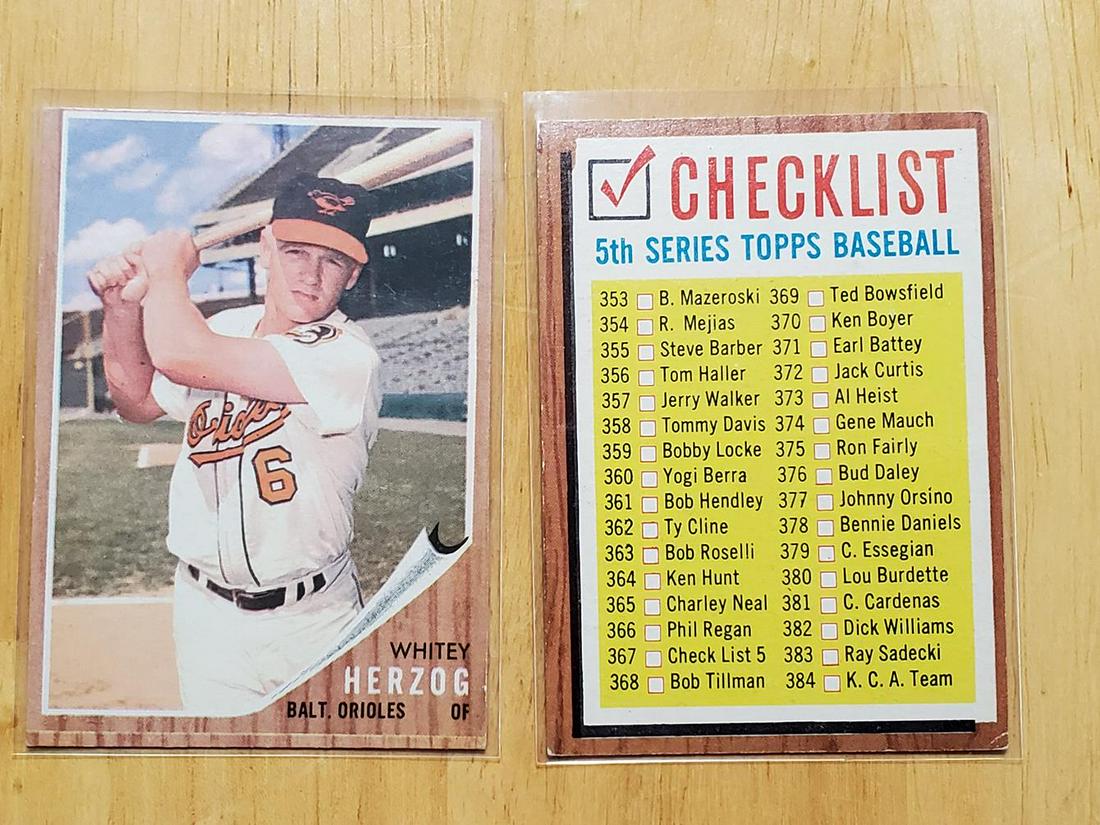 Orioles
6
WHITEY
HERZOG
BALT. ORIOLES OF
CHECKLIST
5th SERIES TOPPS BASEBALL
353 B. Mazeroski 369 Ted Bowsfield
354 R. Mejias 370 Ken Boyer
355 Steve Barber 371 Earl Battey
356 Tom Haller 372 Jack Curtis
357 Jerry Walker 373 Al Heist
358 Tommy Davis 374 Gene Mauch
359 Bobby Locke 375 Ron Fairly
360 Yogi Berra 376 Bud Daley
361 Bob Hendley 377 Johnny Orsino
362 Ty Cline 378 Bennie Daniels
363 Bob Roselli 379 C. Essegian
364 Ken Hunt 380 Lou Burdette
365 Charley Neal 381 C. Cardenas
366 Phil Regan 382 Dick Williams
367 Check List 5 383 Ray Sadecki
368 Bob Tillman 384 K. C. A. Team